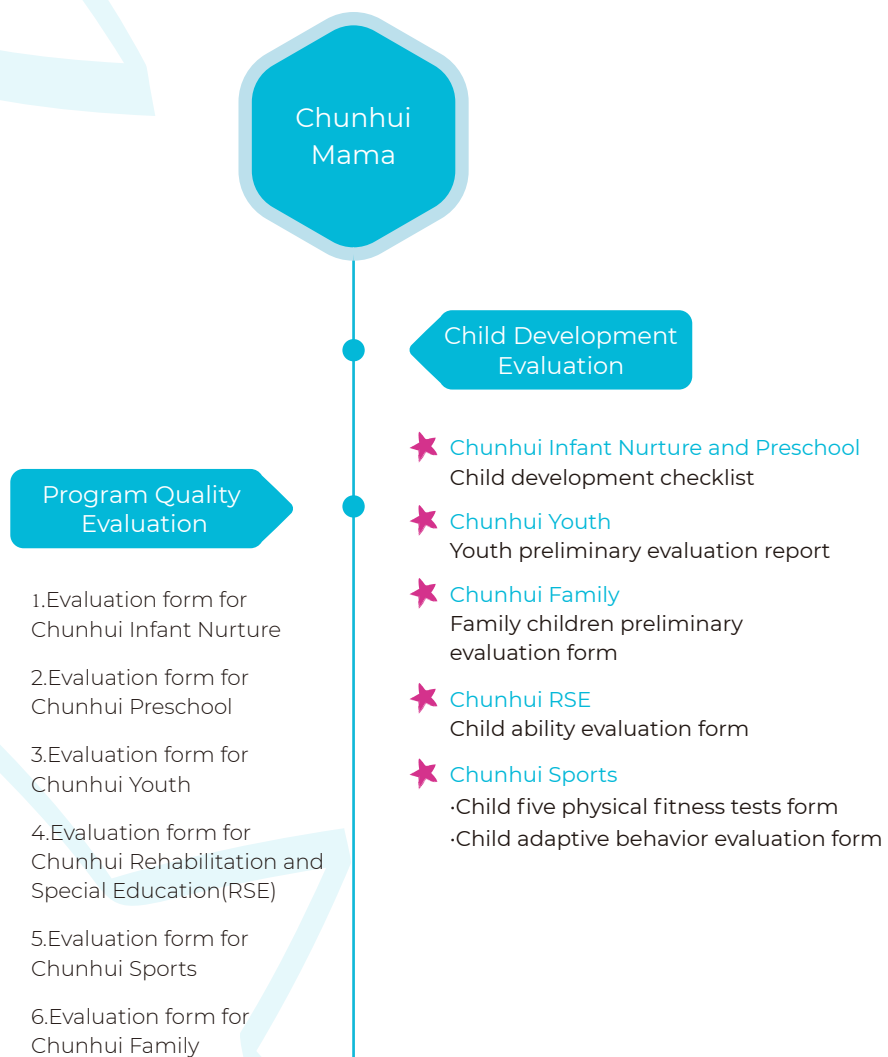 Chunhui
Mama
Child Development
Evaluation
Chunhui Infant Nurture and Preschool
Child development checklist
Chunhui Youth
Youth preliminary evaluation report
Chunhui Family
Family children preliminary
evaluation form
Chunhui RSE
Child ability evaluation form
Chunhui Sports
·Child five physical fitness tests form
·Child adaptive behavior evaluation form
Program Quality
Evaluation
1.Evaluation form for
Chunhui Infant Nurture
2.Evaluation form for
Chunhui Preschool
3.Evaluation form for
Chunhui Youth
4.Evaluation form for
Chunhui Rehabilitation and
Special Education(RSE)
5.Evaluation form for
Chunhui Sports
6.Evaluation form for
Chunhui Family